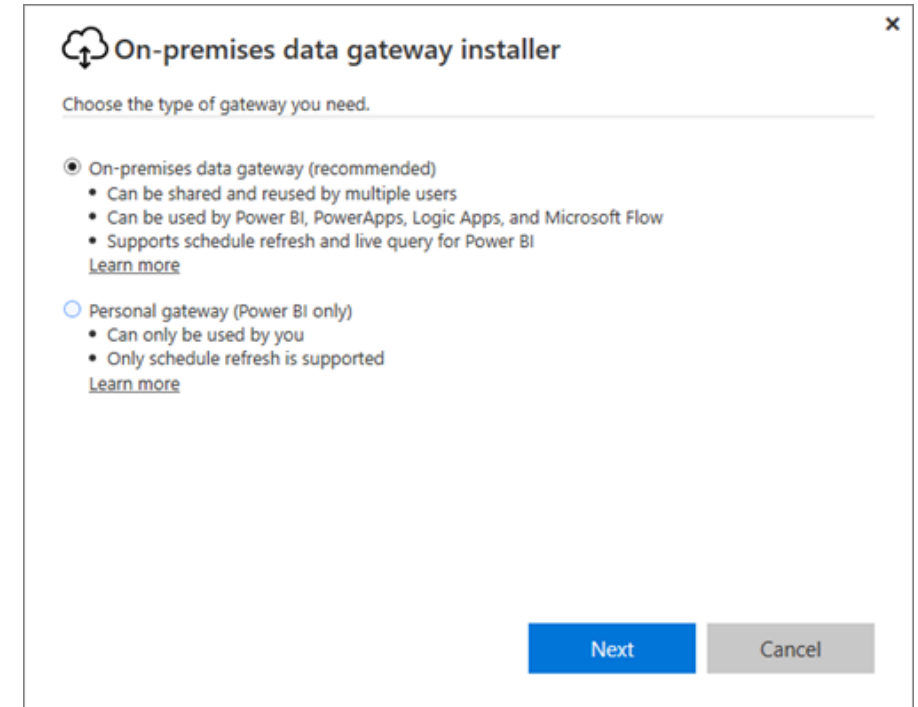 On-premises data gateway installer
Choose the type of gateway you need.
On-premises data gateway (recommended)
• Can be shared and reused by multiple users
• Can be used by Power BI, PowerApps, Logic Apps, and Microsoft Flow
• Supports schedule refresh and live query for Power BI
Learn more
Personal gateway (Power BI only)
• Can only be used by you
• Only schedule refresh is supported
Learn more
Next Cancel